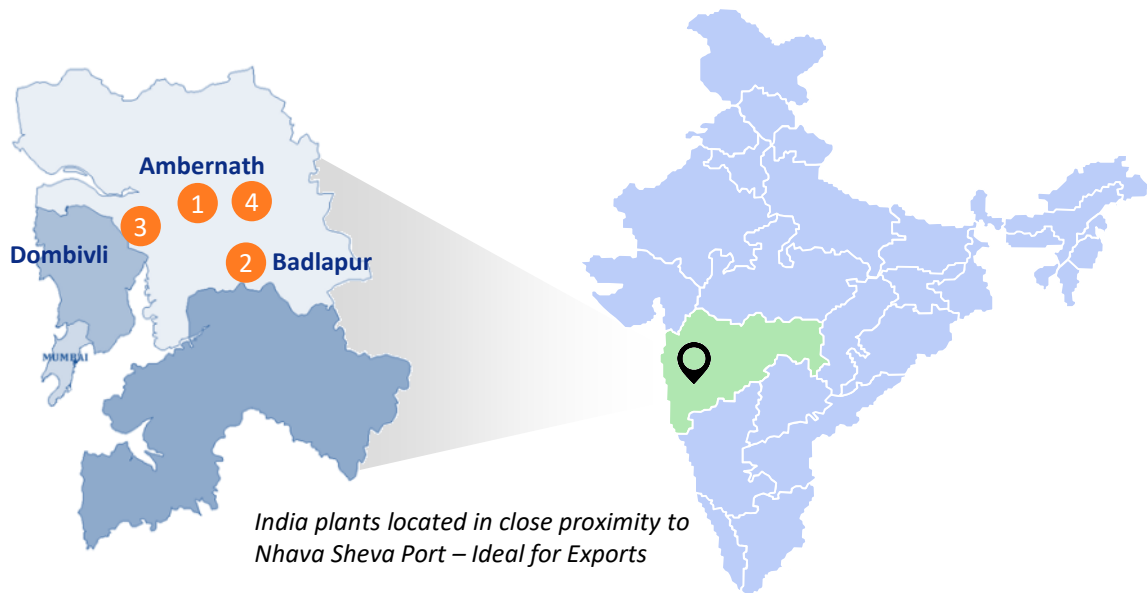 Ambernath
1
4
3
Dombivli
2
Badlapur
MUMBAI
India plants located in close proximity to
Nhava Sheva Port – Ideal for Exports